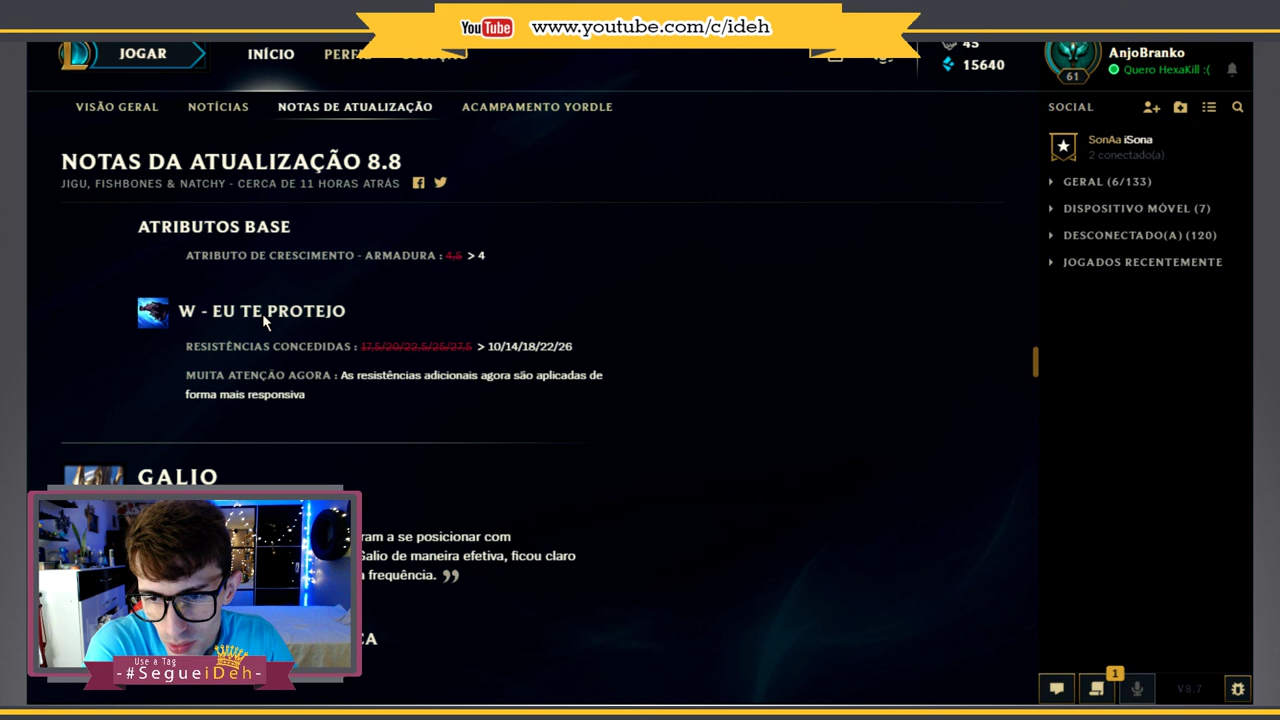 YouTube www.youtube.com/c/ideh
JOGAR
INÍCIO
45
15640
AnjoBranko
61
Quero HexaKill :(
VISÃO GERAL
NOTÍCIAS
NOTAS DE ATUALIZAÇÃO
ACAMPAMENTO YORDLE
SOCIAL
SonAa iSona
2 conectado(a)
GERAL (6/133)
DISPOSITIVO MÓVEL (7)
DESCONECTADO(A) (120)
JOGADOS RECENTEMENTE
NOTAS DA ATUALIZAÇÃO 8.8
JIGU, FISHBONES & NATCHY - CERCA DE 11 HORAS ATRÁS
ATRIBUTOS BASE
ATRIBUTO DE CRESCIMENTO - ARMADURA : 4,5 > 4
W - EU TE PROTEJO
RESISTÊNCIAS CONCEDIDAS : 17,5/20/22,5/25/27,5 > 10/14/18/22/26
MUITA ATENÇÃO AGORA : As resistências adicionais agora são aplicadas de
forma mais responsiva
GALIO
ram a se posicionar com
Galio de maneira efetiva, ficou claro
frequência.
Use a Tag
-#SegueiDeh-
1
V8.7